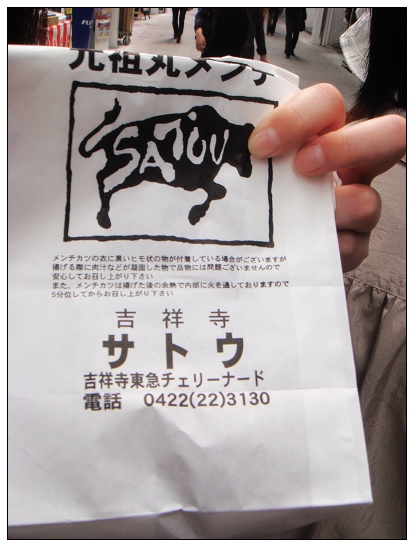 元祖丸メンチ
SATOU
メンチカツの衣に黒いヒモ状の物が付着している場合がございますが
揚げる際に肉汁などが凝固した物で品物には問題ございませんので
安心してお召し上がり下さい
また、メンチカツは揚げた後の余熱で内部に火を通しておりますので
5分位してからお召し上がり下さい
吉祥寺
サトウ
吉祥寺東急チェリーナード
電話 0422(22)3130